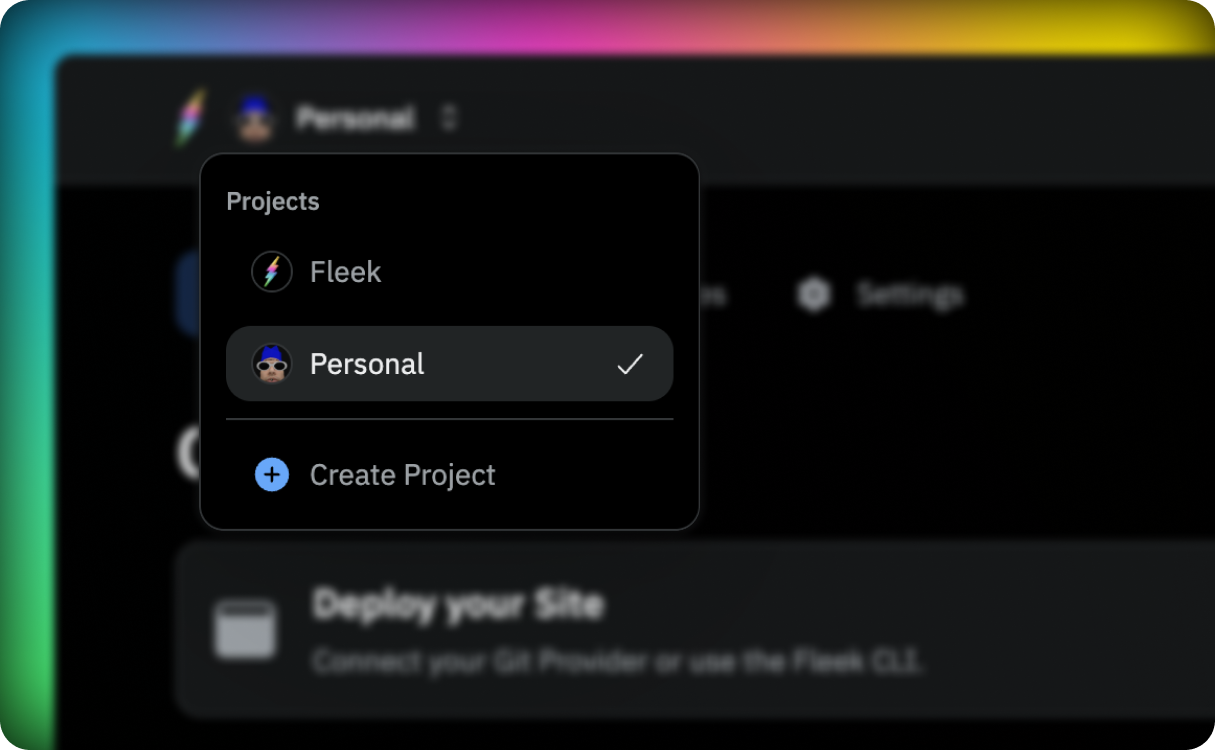 Personal
Projects
Fleek
Settings
Personal
Create Project
Deploy your Site
Connect your Git Provider or use the Fleek CLI.